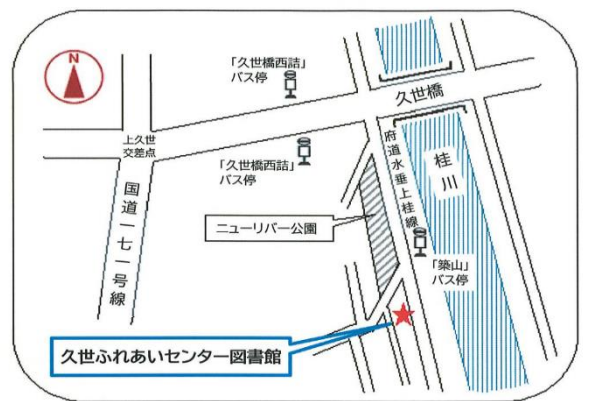 N
「久世橋西詰」
バス停
久世橋
上久世
交差点
「久世橋西詰」
バス停
府道水垂上桂線
桂川
国道一七一号線
ニューリバー公園
「築山」
バス停
久世ふれあいセンター図書館